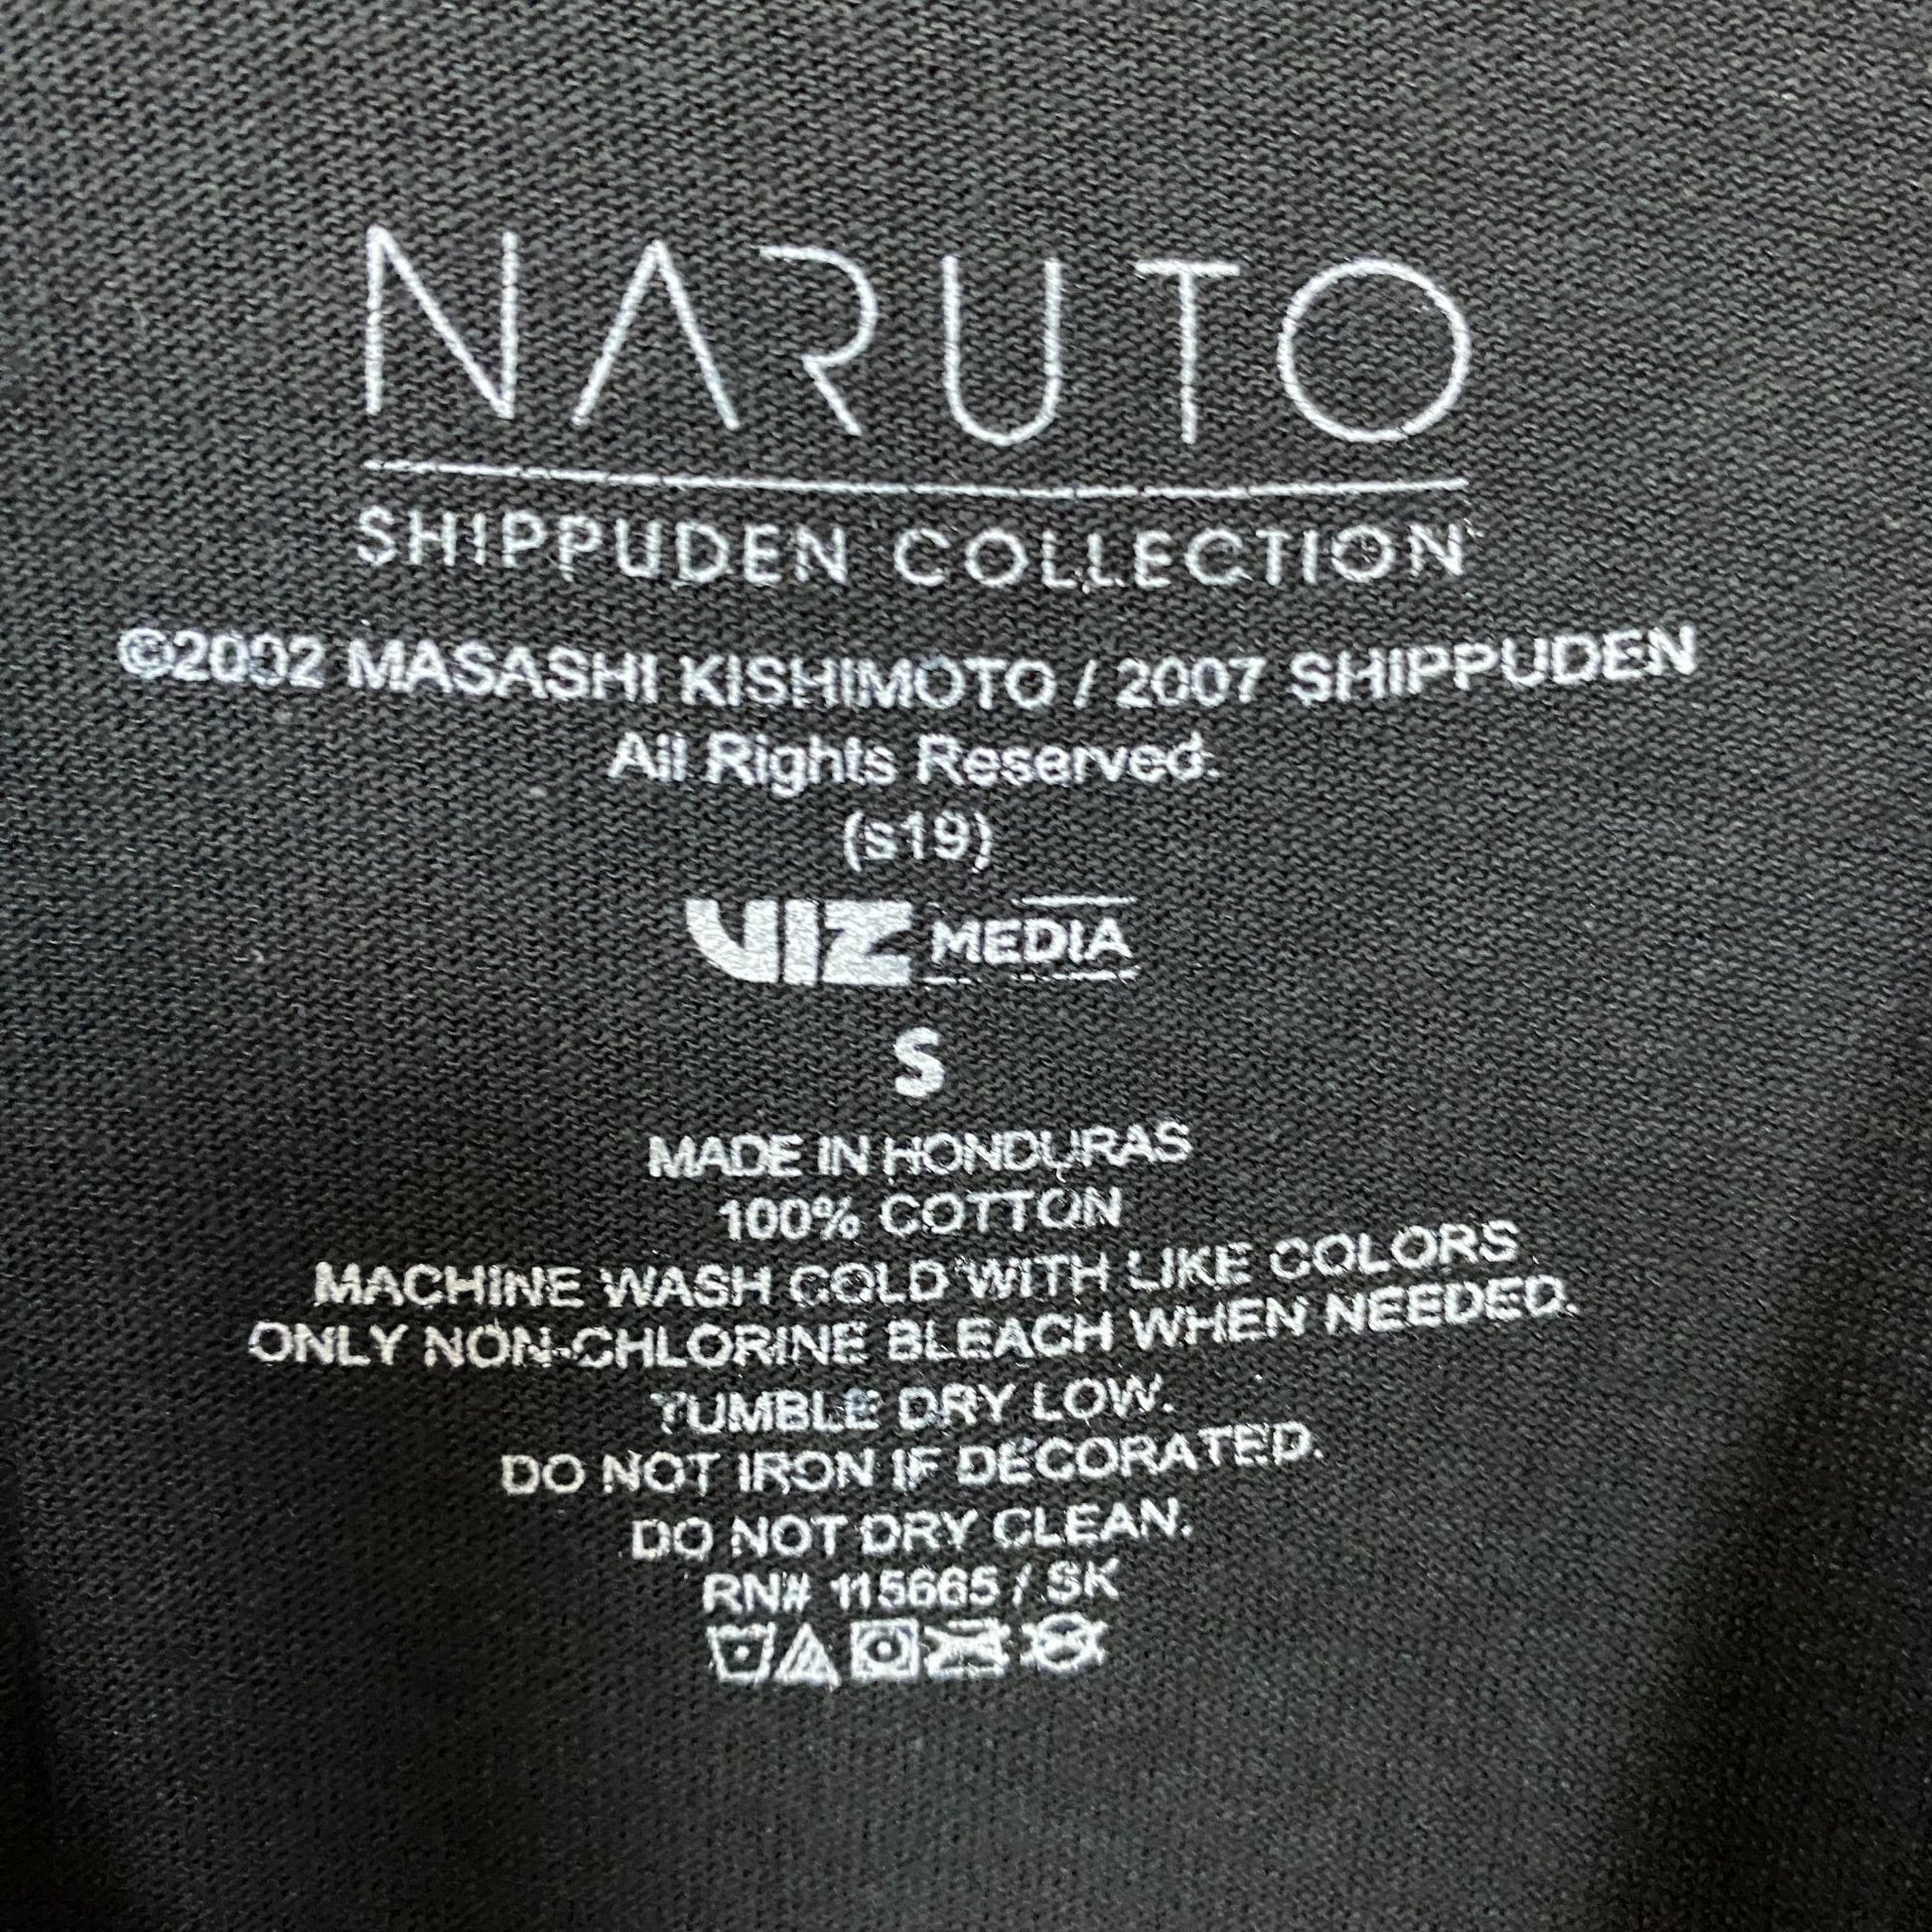 NARUTO
SHIPPUDEN COLLECTION
©2002 MASASHI KISHIMOTO / 2007 SHIPPUDEN
All Rights Reserved.
(s19)
VIZ MEDIA
S
MADE IN HONDURAS
100% COTTON
MACHINE WASH COLD WITH LIKE COLORS
ONLY NON-CHLORINE BLEACH WHEN NEEDED.
TUMBLE DRY LOW.
DO NOT IRON IF DECORATED.
DO NOT DRY CLEAN.
RN# 115665 / SK